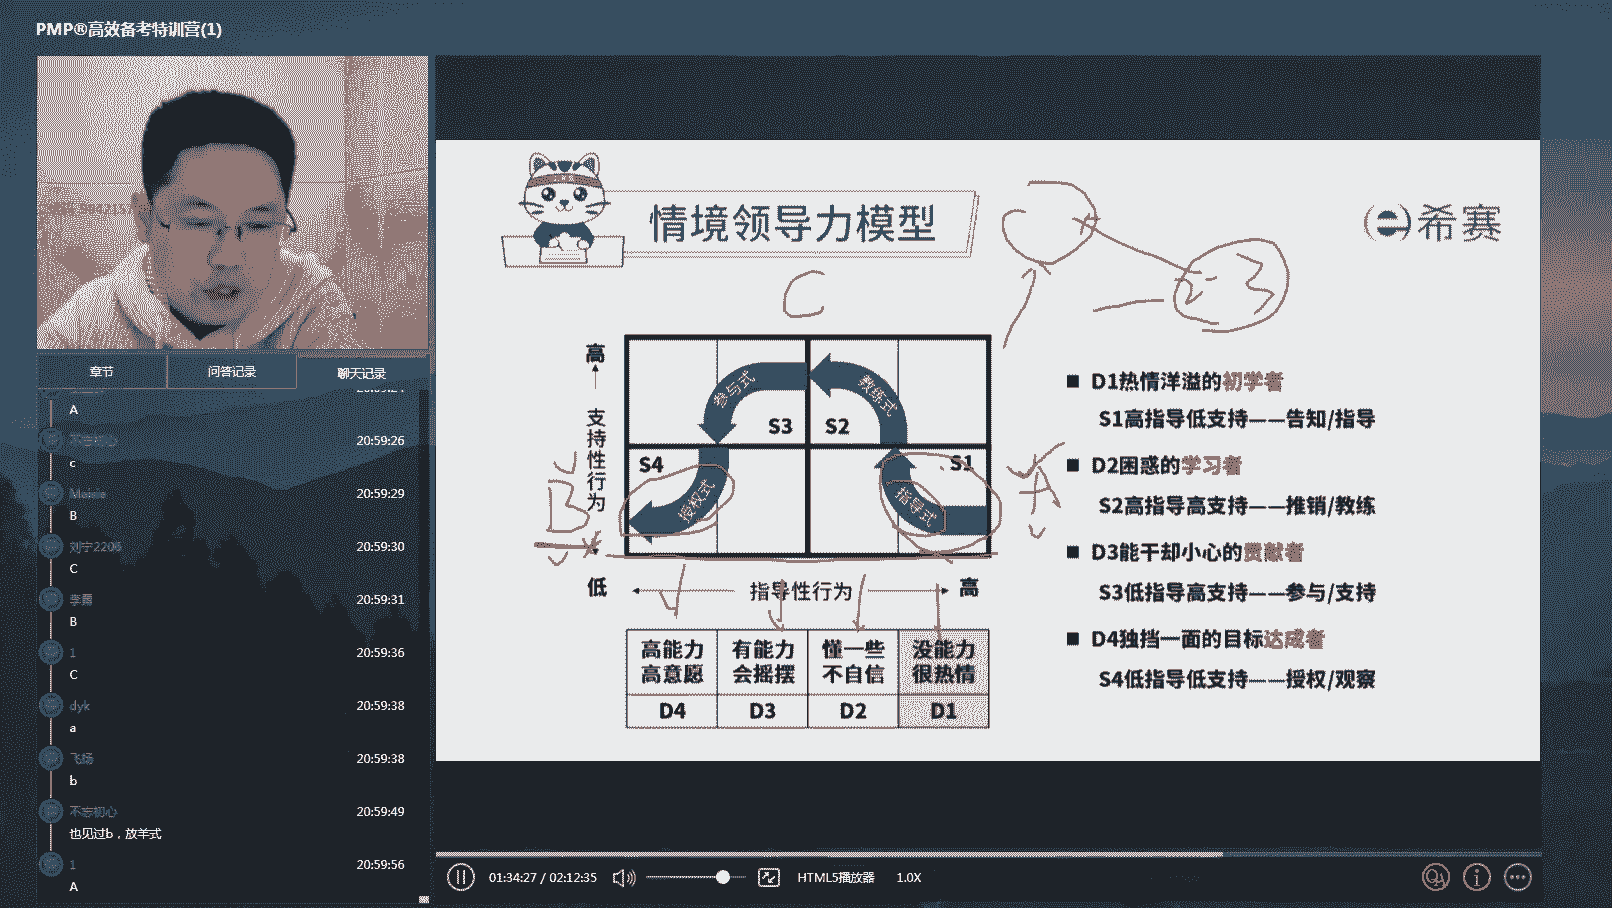 PMP®高效备考特训营(1)
章节
问答记录
聊天记录
A
不忘初心
20:59:26
c
Maisie
20:59:29
B
刘宁2206
20:59:30
C
李勇
20:59:31
B
1
20:59:36
C
dyk
20:59:38
a
飞扬
20:59:38
b
不忘初心
20:59:49
也见过b，放羊式
1
20:59:56
A
情境领导力模型
希赛
C
23
高
支持性行为
低
参与式
教练式
S3
S2
S4
S1
授权式
指导式
B
A
指导性行为
高
高能力
高意愿
有能力
会摇摆
懂一些
不自信
没能力
很热情
D4
D3
D2
D1
■ D1热情洋溢的初学者
S1高指导低支持——告知/指导
■ D2困惑的学习者
S2高指导高支持——推销/教练
■ D3能干却小心的贡献者
S3低指导高支持——参与/支持
■ D4独挡一面的目标达成者
S4低指导低支持——授权/观察
01:34:27 / 02:12:35
HTML5播放器
1.0X